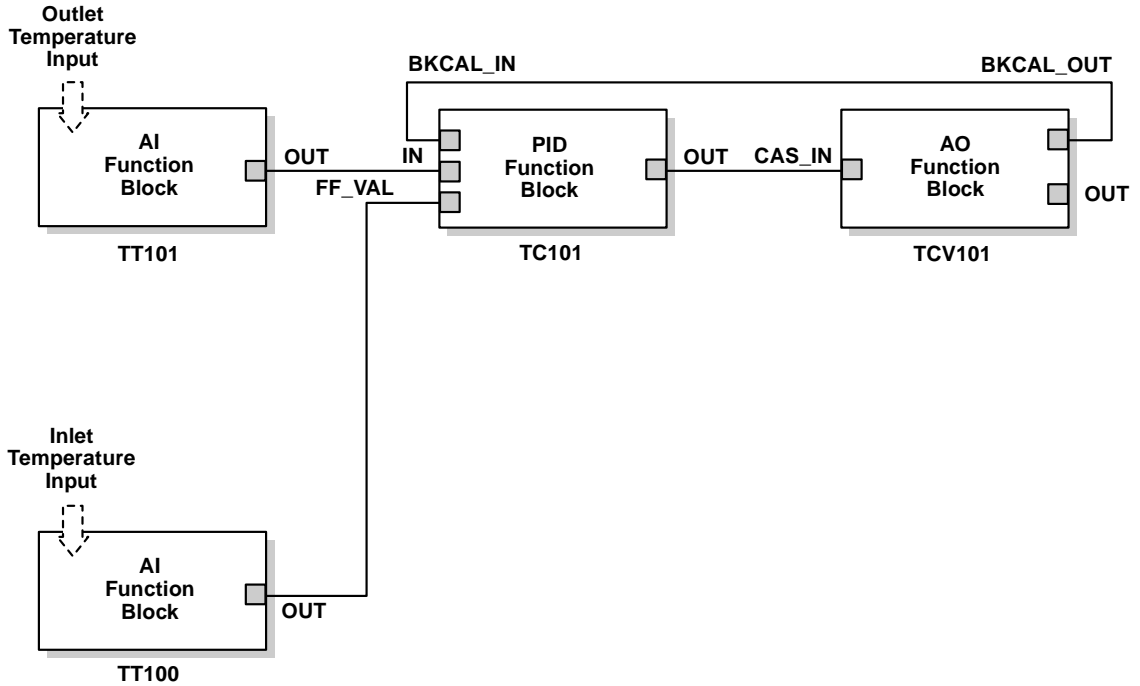 Outlet
Temperature
Input
BKCAL_IN
BKCAL_OUT
AI
Function
Block
OUT
IN
FF_VAL
PID
Function
Block
OUT
CAS_IN
AO
Function
Block
OUT
TT101
TC101
TCV101
Inlet
Temperature
Input
AI
Function
Block
OUT
TT100